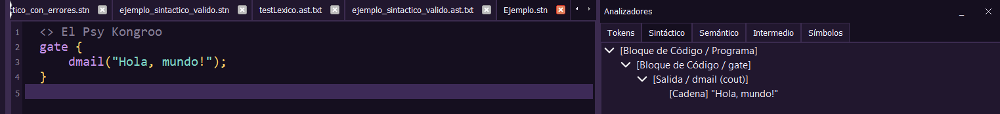 ctico_con_errores.stn ejemplo_sintactico_valido.stn testLexico.ast.txt ejemplo_sintactico_valido.ast.txt Ejemplo.stn
1 <> El Psy Kongroo
2 gate {
3 dmail("Hola, mundo!");
4 }
5
Analizadores
Tokens Sintáctico Semántico Intermedio Símbolos
[Bloque de Código / Programa]
[Bloque de Código / gate]
[Salida / dmail (cout)]
[Cadena] "Hola, mundo!"